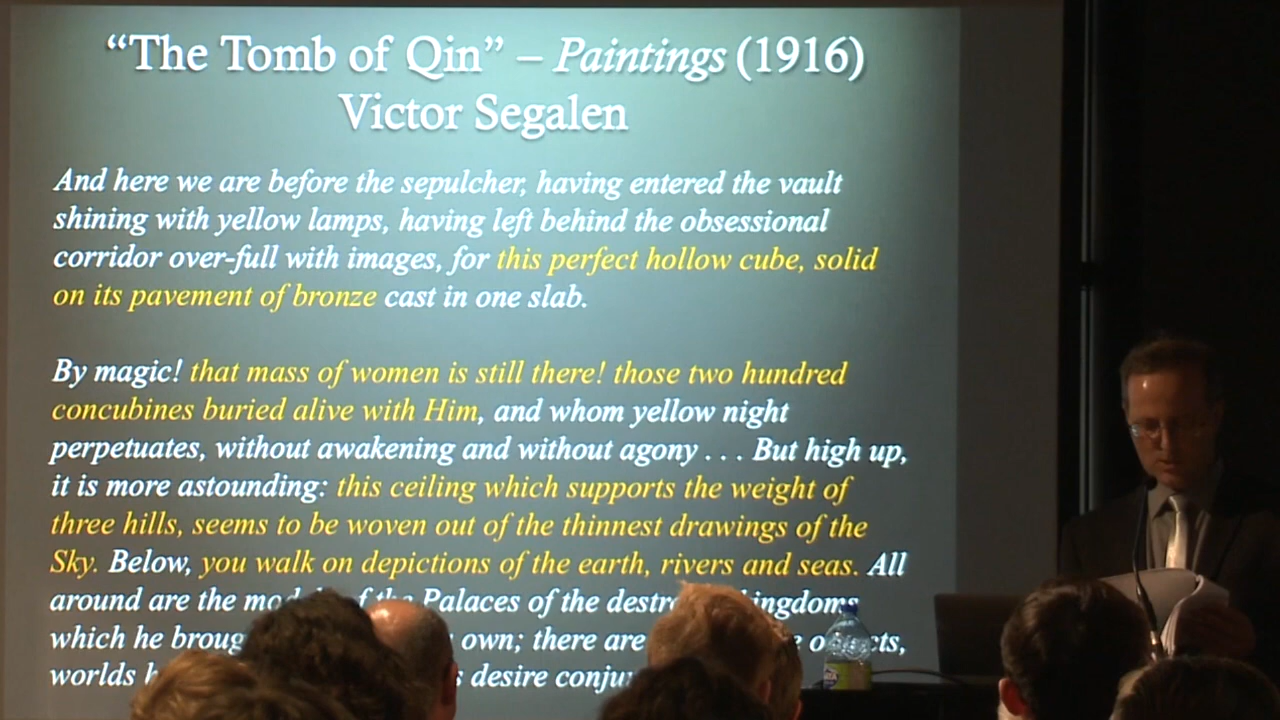 “The Tomb of Qin” – Paintings (1916)
Victor Segalen
And here we are before the sepulcher, having entered the vault
shining with yellow lamps, having left behind the obsessional
corridor over-full with images, for this perfect hollow cube, solid
on its pavement of bronze cast in one slab.
By magic! that mass of women is still there! those two hundred
concubines buried alive with Him, and whom yellow night
perpetuates, without awakening and without agony . . . But high up,
it is more astounding: this ceiling which supports the weight of
three hills, seems to be woven out of the thinnest drawings of the
Sky. Below, you walk on depictions of the earth, rivers and seas. All
around are the of the Palaces of the
which he own; there are
worlds desire